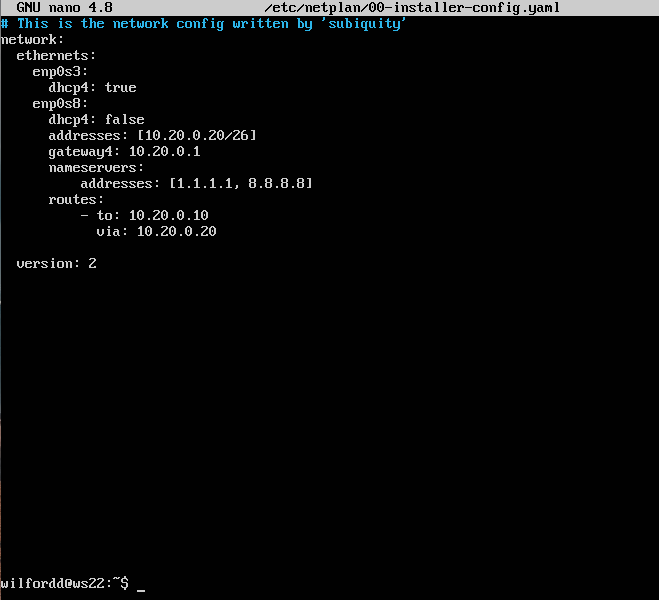 GNU nano 4.8 /etc/netplan/00-installer-config.yaml
# This is the network config written by 'subiquity'
network:
  ethernets:
    enp0s3:
      dhcp4: true
    enp0s8:
      dhcp4: false
      addresses: [10.20.0.20/26]
      gateway4: 10.20.0.1
      nameservers:
          addresses: [1.1.1.1, 8.8.8.8]
      routes:
          - to: 10.20.0.10
            via: 10.20.0.20
  version: 2
wilfordd@ws22:~$ _